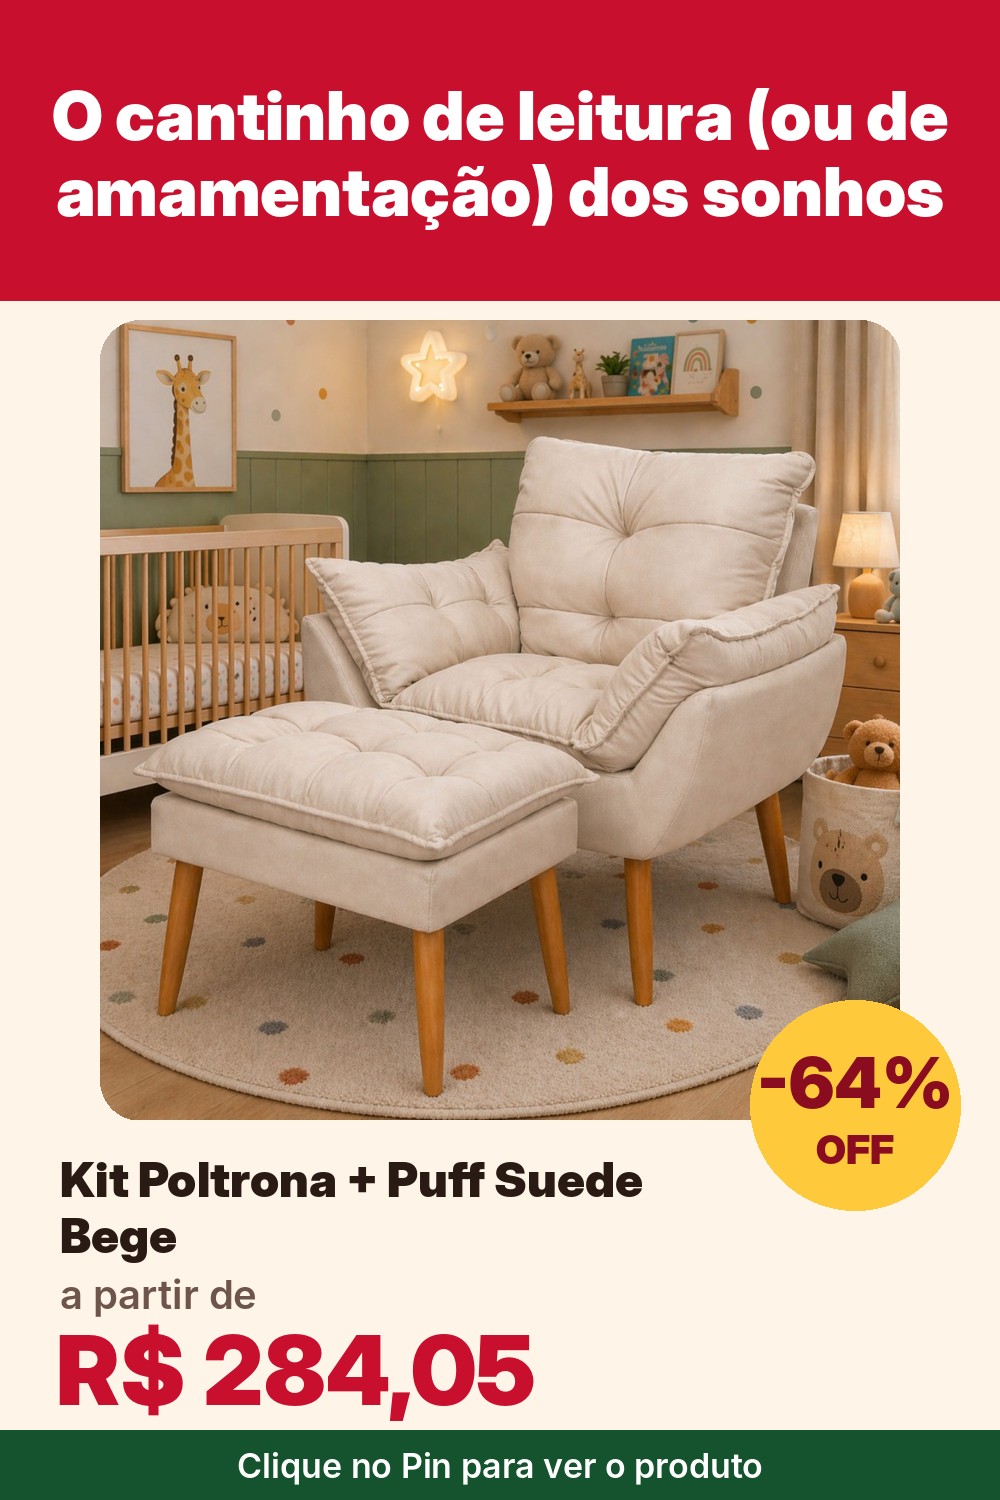 O cantinho de leitura (ou de
amamentação) dos sonhos
-64%
OFF
Kit Poltrona + Puff Suede
Bege
a partir de
R$ 284,05
Clique no Pin para ver o produto